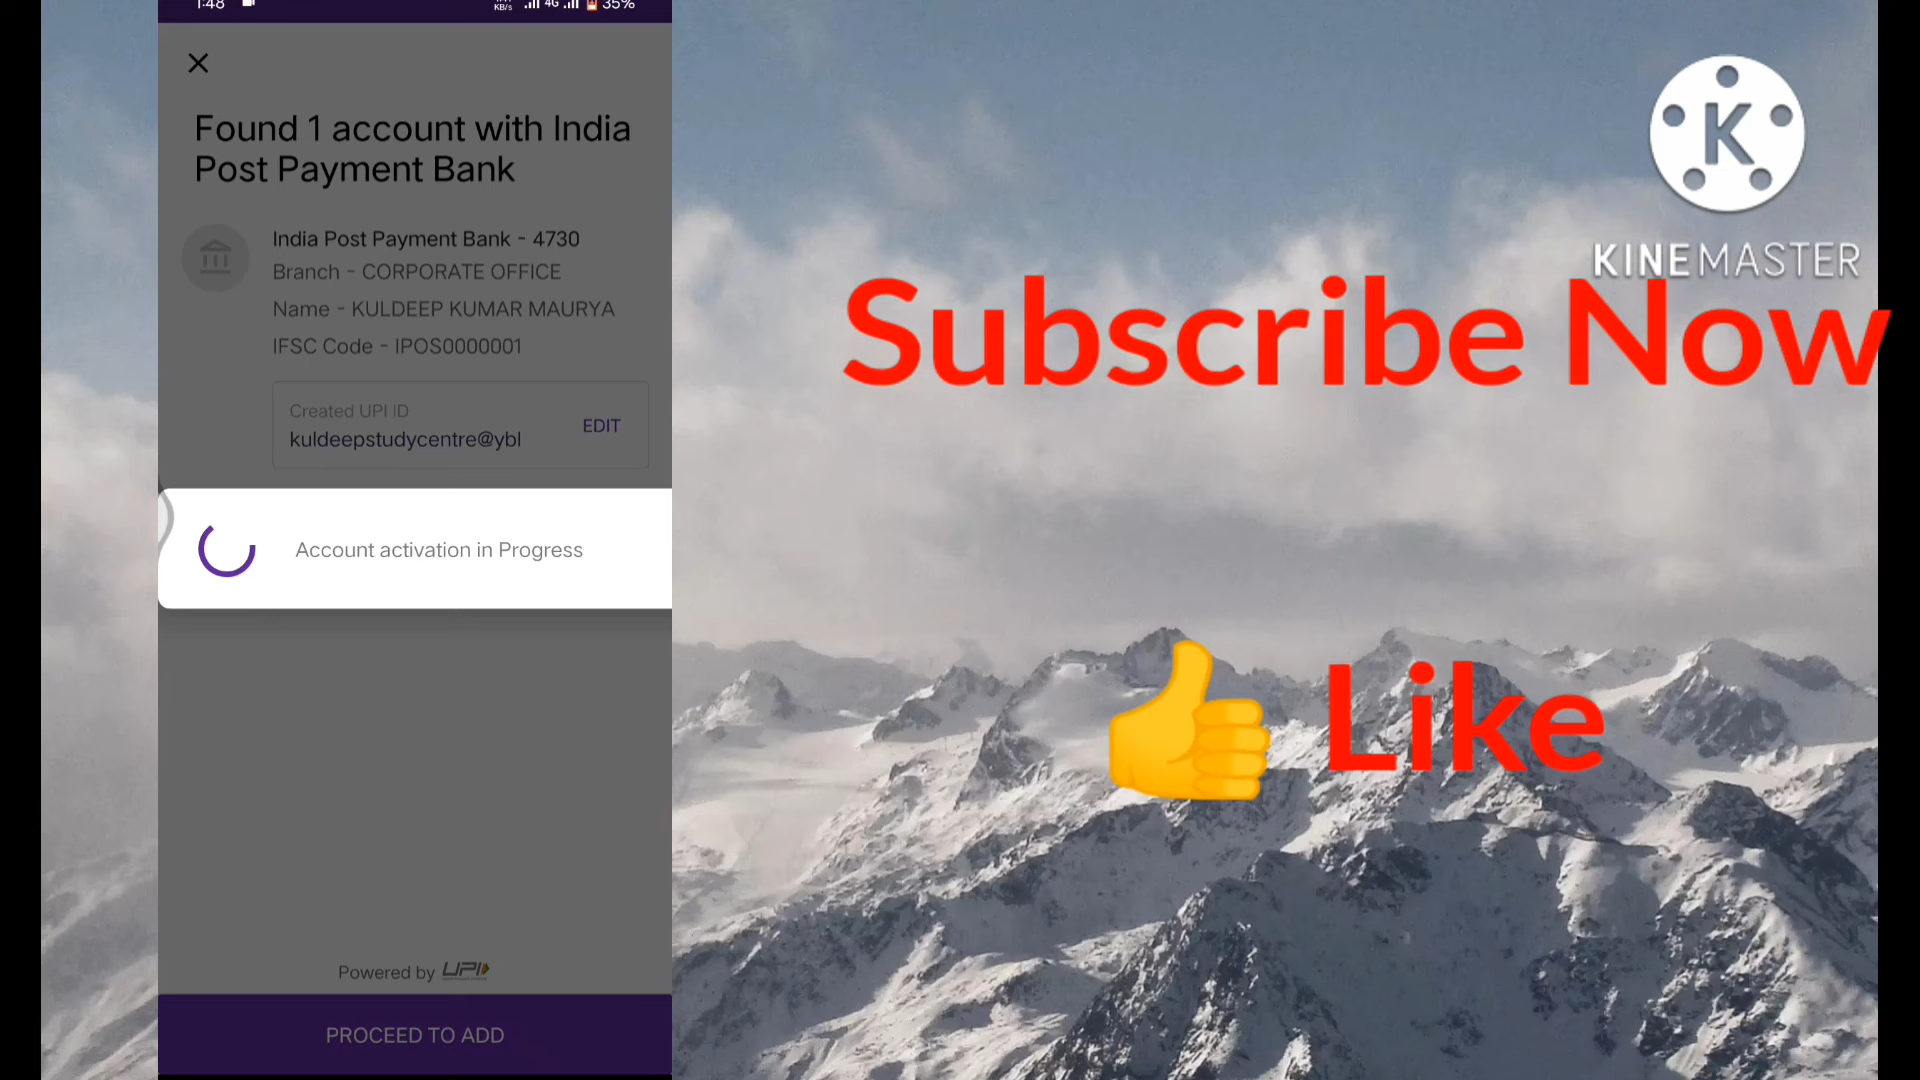 1:48
KB/s 4G 35%
Found 1 account with India
Post Payment Bank
India Post Payment Bank - 4730
Branch - CORPORATE OFFICE
Name - KULDEEP KUMAR MAURYA
IFSC Code - IPOS0000001
Created UPI ID
kuldeepstudycentre@ybl
EDIT
Account activation in Progress
Powered by UPI
PROCEED TO ADD
K
KINEMASTER
Subscribe Now
Like